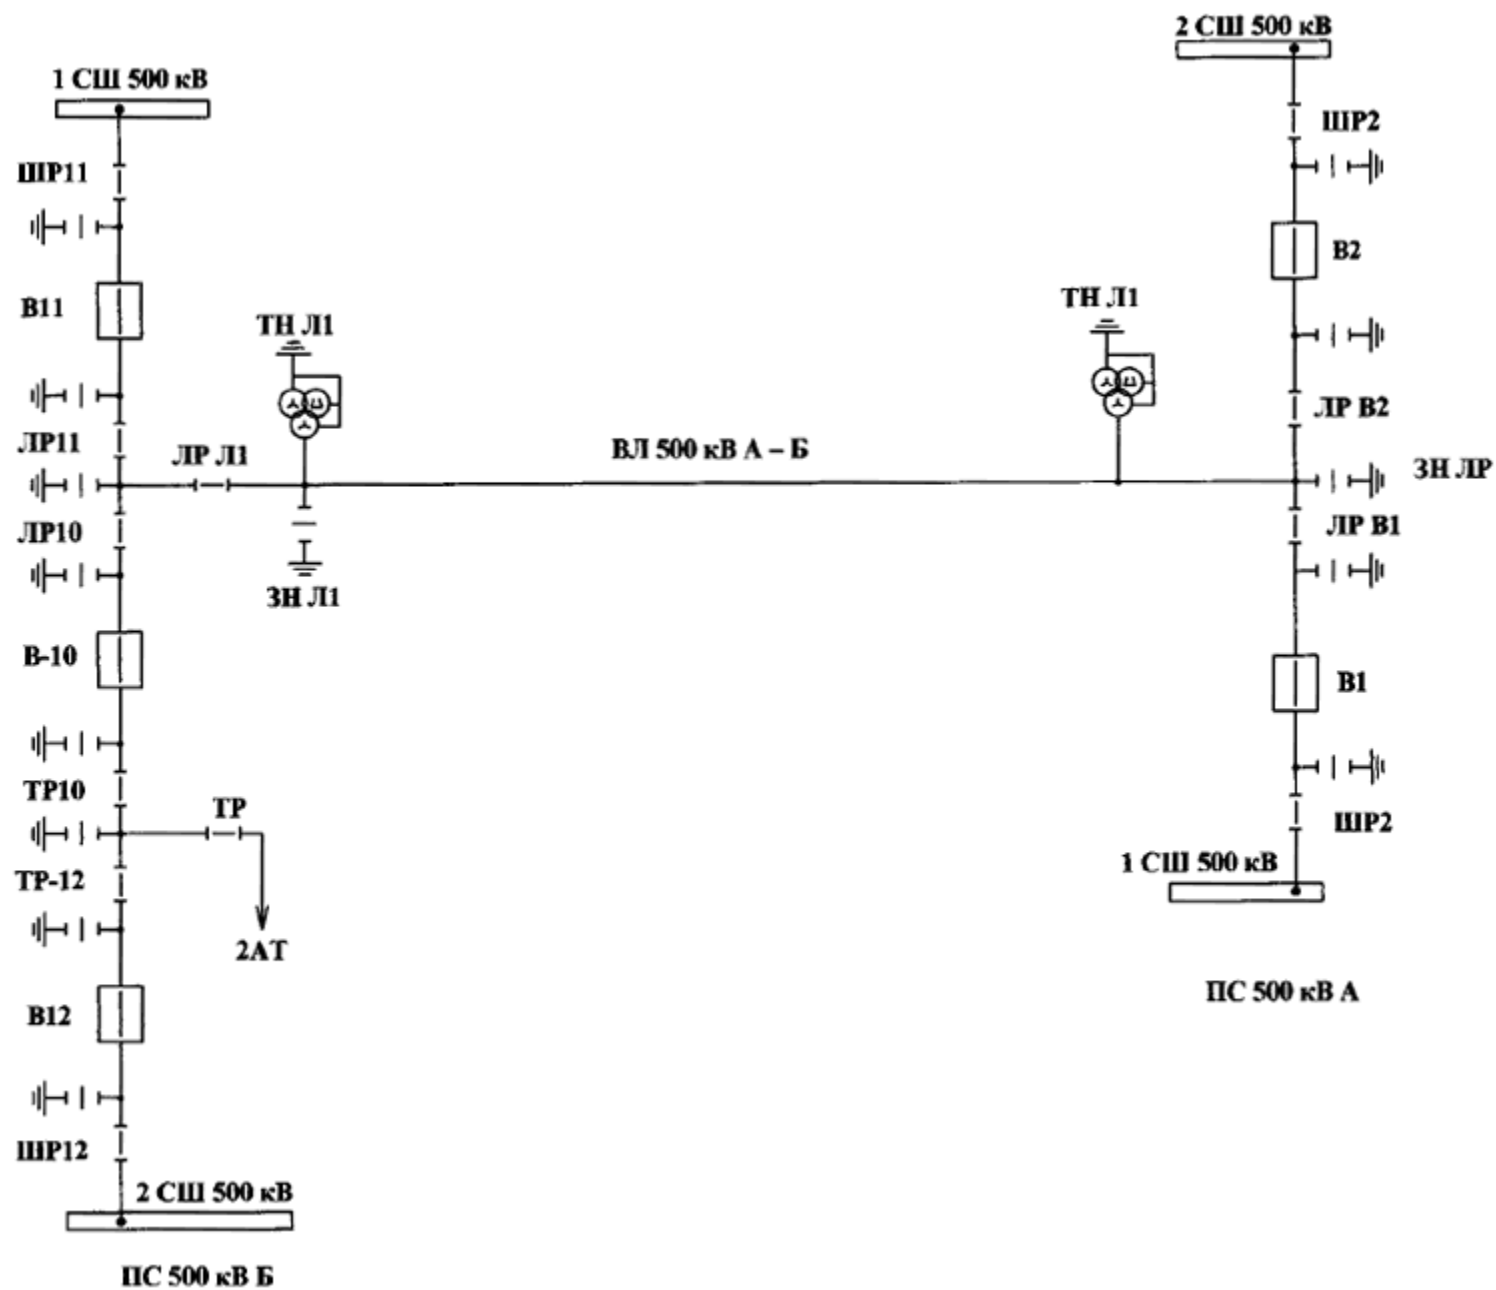 2 СШ 500 кВ
1 СШ 500 кВ
ШР2
ШР11
В2
В11
ТН Л1
ТН Л1
ЛР В2
ЛР11
ЛР Л1
ВЛ 500 кВ А – Б
ЗН ЛР
ЛР10
ЛР В1
ЗН Л1
В-10
В1
ТР10
ТР
ШР2
ТР-12
1 СШ 500 кВ
2АТ
ПС 500 кВ А
В12
ШР12
2 СШ 500 кВ
ПС 500 кВ Б